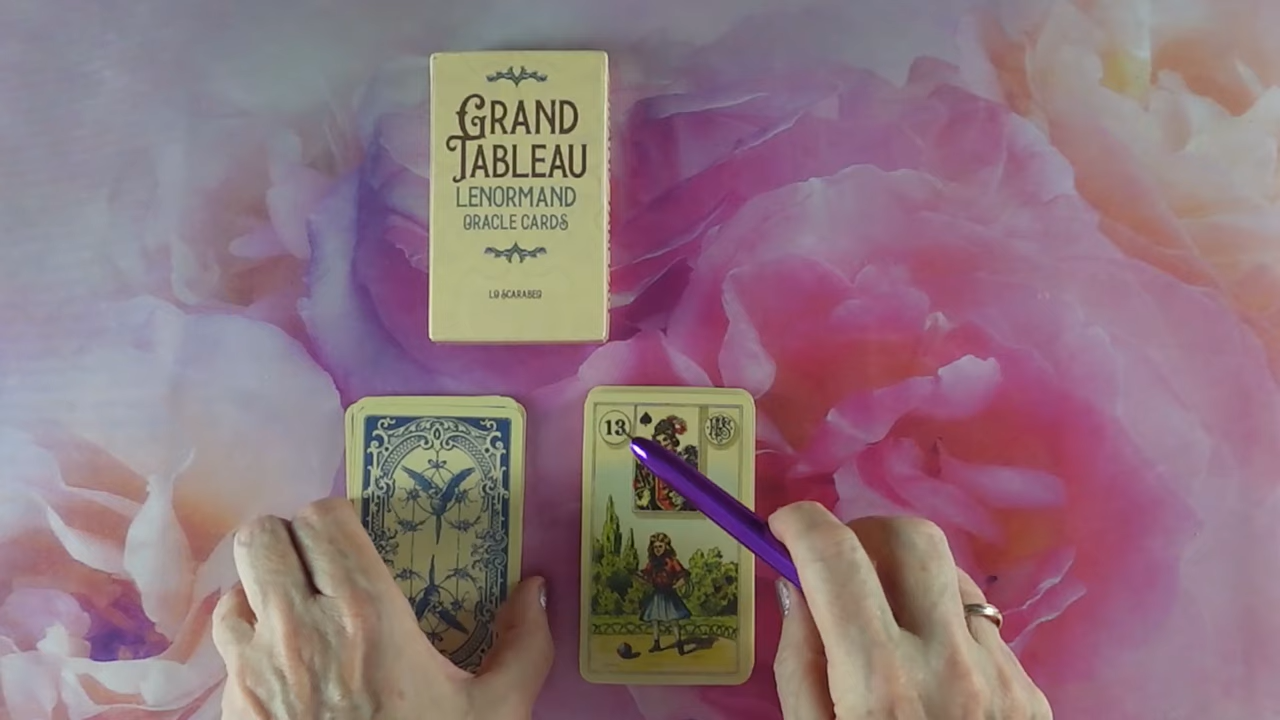 GRAND
TABLEAU
LENORMAND
ORACLE CARDS
LO SCARABEO
13